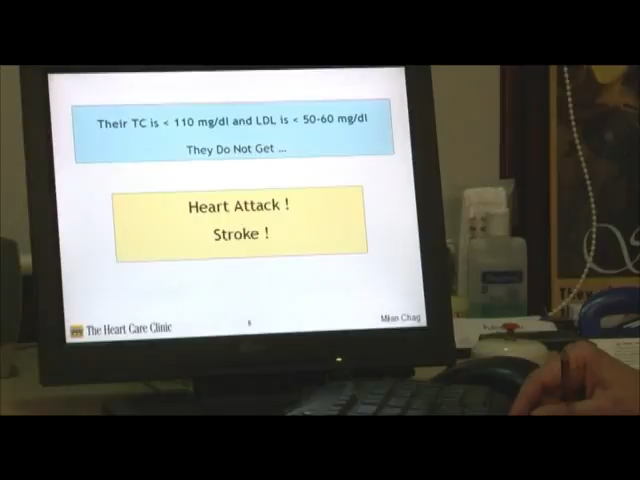 Their TC is < 110 mg/dl and LDL is < 50-60 mg/dl
They Do Not Get ...
Heart Attack !
Stroke !
The Heart Care Clinic
Milan Chag